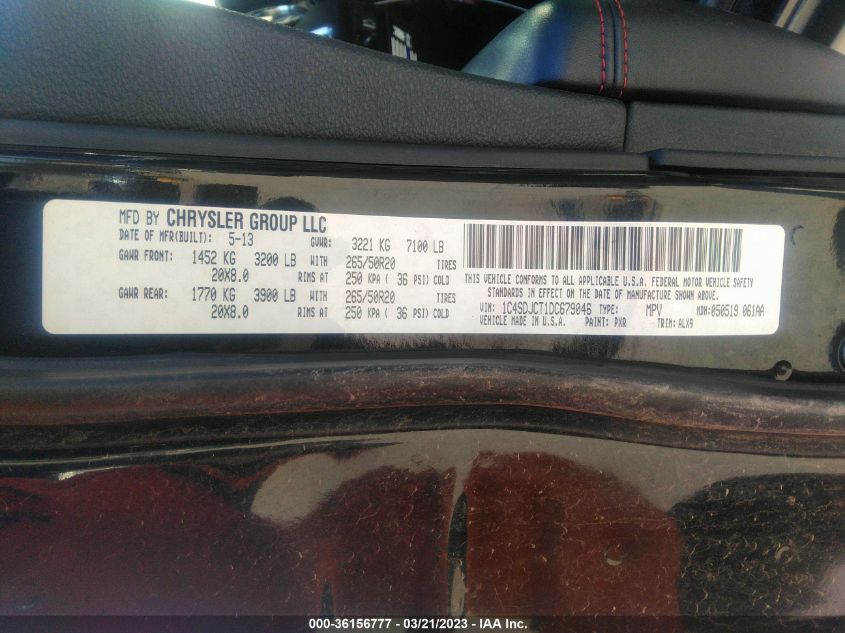 MFD BY CHRYSLER GROUP LLC
DATE OF MFR(BUILT): 5-13 GVWR: 3221 KG 7100 LB
GAWR FRONT: 1452 KG 3200 LB WITH 265/50R20 TIRES
20X8.0 RIMS AT 250 KPA ( 36 PSI) COLD
GAWR REAR: 1770 KG 3900 LB WITH 265/50R20 TIRES
20X8.0 RIMS AT 250 KPA ( 36 PSI) COLD
THIS VEHICLE CONFORMS TO ALL APPLICABLE U.S.A. FEDERAL MOTOR VEHICLE SAFETY
STANDARDS IN EFFECT ON THE DATE OF MANUFACTURE SHOWN ABOVE.
VIN: 1C4SDJCT1DC679046 TYPE: MPV MDH: 050519 061AA
VEHICLE MADE IN U.S.A. PAINT: PXR TRIM: ALX9
000-36156777 / 03/21/2023 / IAA Inc.